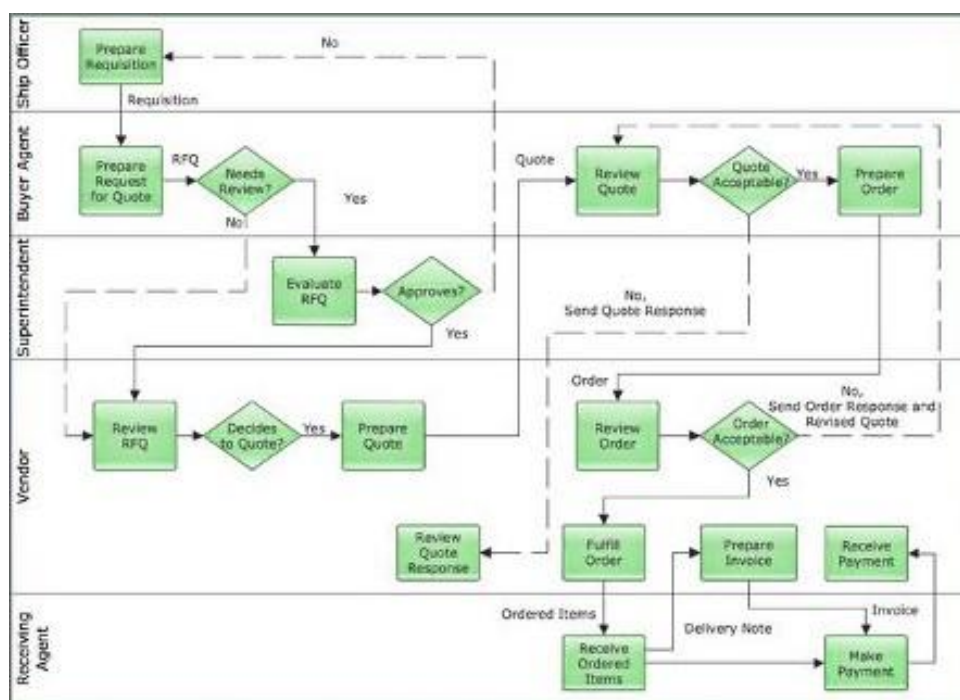 Ship Officer
Prepare
Requisition
No
Requisition
Buyer Agent
Prepare
Request
for Quote
RFQ
Needs
Review?
Yes
No
Quote
Review
Quote
Quote
Acceptable?
Yes
Prepare
Order
Superintendent
Evaluate
RFQ
Approves?
Yes
No,
Send Quote Response
Vendor
Review
RFQ
Decides
to Quote?
Yes
Prepare
Quote
Order
Review
Order
Order
Acceptable?
No,
Send Order Response and
Revised Quote
Yes
Review
Quote
Response
Fulfill
Order
Prepare
Invoice
Receive
Payment
Receiving
Agent
Ordered Items
Receive
Ordered
Items
Delivery Note
Invoice
Make
Payment